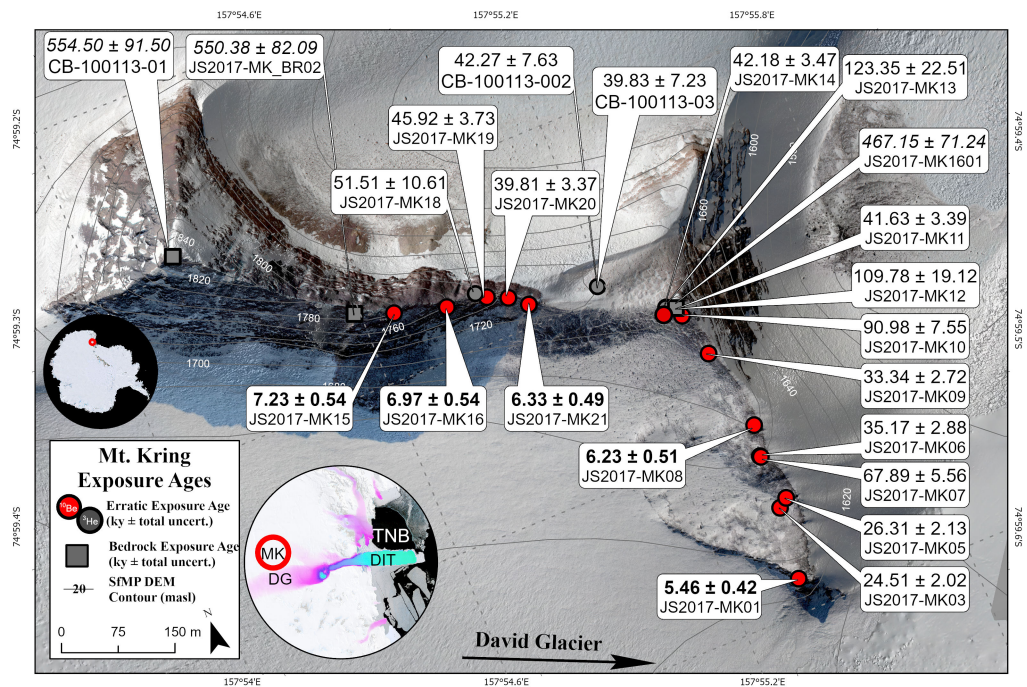 157°54.6'E
157°55.2'E
157°55.8'E
554.50 ± 91.50
CB-100113-01
550.38 ± 82.09
JS2017-MK_BR02
42.27 ± 7.63
CB-100113-002
39.83 ± 7.23
CB-100113-03
42.18 ± 3.47
JS2017-MK14
123.35 ± 22.51
JS2017-MK13
45.92 ± 3.73
JS2017-MK19
467.15 ± 71.24
JS2017-MK1601
51.51 ± 10.61
JS2017-MK18
39.81 ± 3.37
JS2017-MK20
41.63 ± 3.39
JS2017-MK11
109.78 ± 19.12
JS2017-MK12
90.98 ± 7.55
JS2017-MK10
33.34 ± 2.72
JS2017-MK09
35.17 ± 2.88
JS2017-MK06
67.89 ± 5.56
JS2017-MK07
26.31 ± 2.13
JS2017-MK05
24.51 ± 2.02
JS2017-MK03
7.23 ± 0.54
JS2017-MK15
6.97 ± 0.54
JS2017-MK16
6.33 ± 0.49
JS2017-MK21
6.23 ± 0.51
JS2017-MK08
5.46 ± 0.42
JS2017-MK01
1640
1820
1800
1780
1760
1720
1700
1660
1600
1640
1620
74°59.2'S
74°59.3'S
74°59.4'S
74°59.4'S
74°59.5'S
74°59.6'S
Mt. Kring
Exposure Ages
¹⁰Be
³He
Erratic Exposure Age
(ky ± total uncert.)
Bedrock Exposure Age
(ky ± total uncert.)
20
SfMP DEM
Contour (masl)
N
0 75 150 m
MK
DG
TNB
DIT
David Glacier
157°54'E
157°54.6'E
157°55.2'E